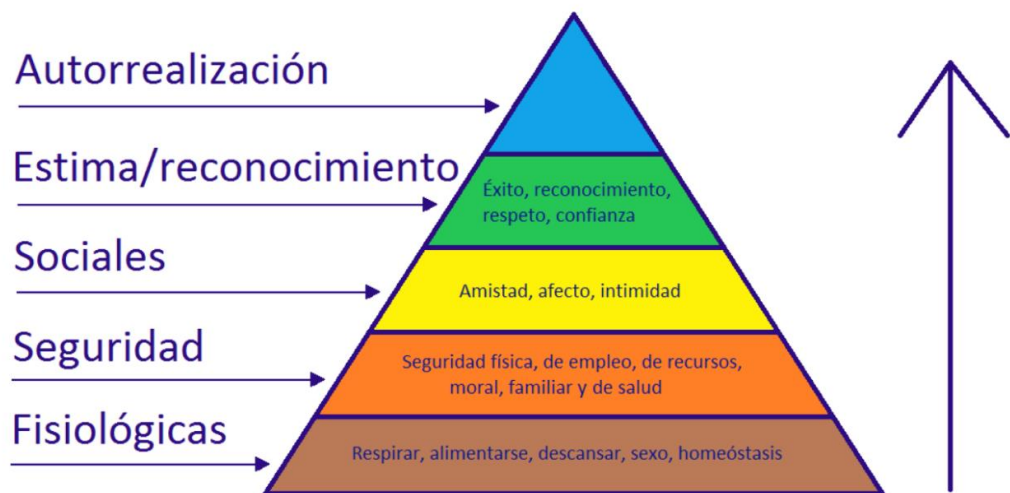 Autorrealización
Estima/reconocimiento
Éxito, reconocimiento,
respeto, confianza
Sociales
Amistad, afecto, intimidad
Seguridad
Seguridad física, de empleo, de recursos,
moral, familiar y de salud
Fisiológicas
Respirar, alimentarse, descansar, sexo, homeóstasis